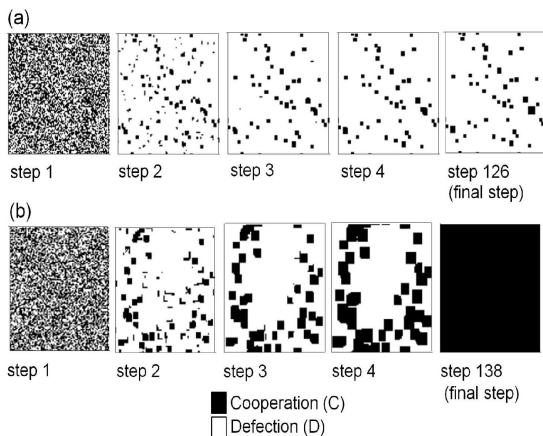 (a)
step 1 step 2 step 3 step 4 step 126
(final step)
(b)
step 1 step 2 step 3 step 4 step 138
(final step)
Cooperation (C)
Defection (D)